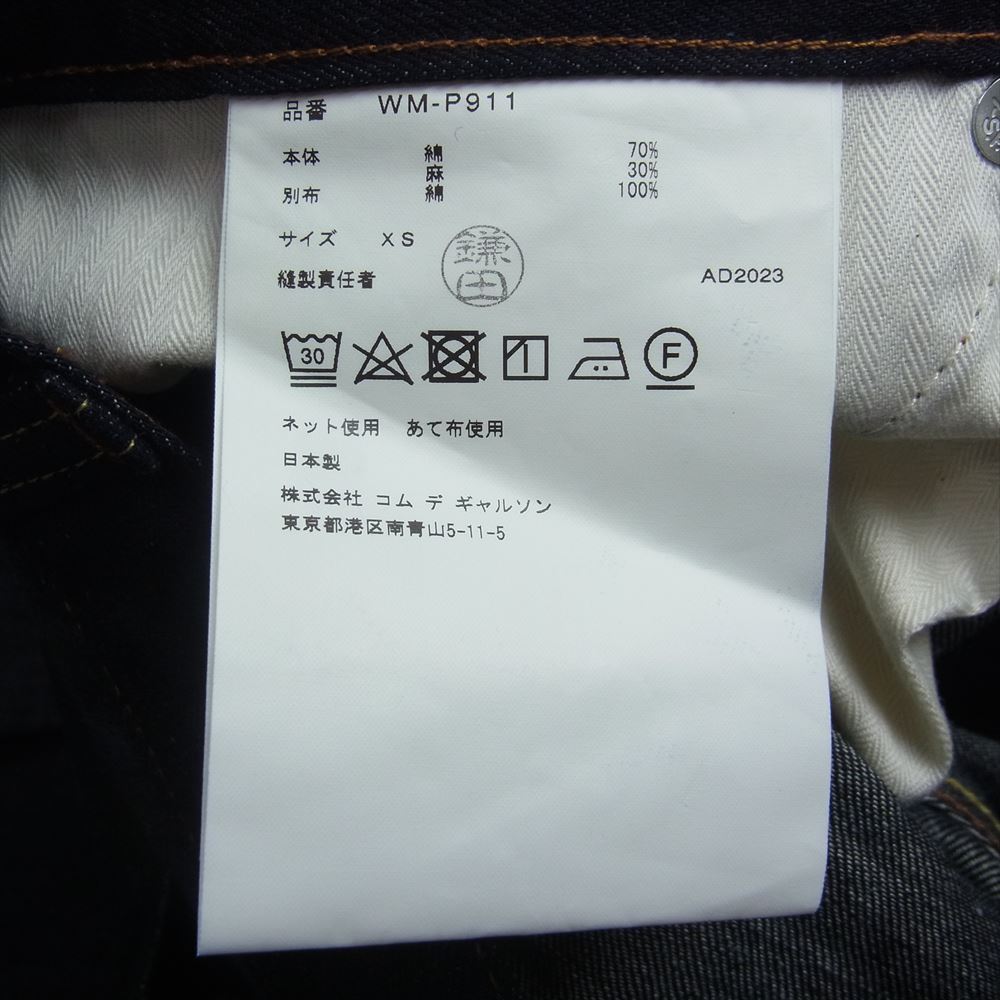 品番 WM-P911
本体 綿 70%
麻 30%
別布 綿 100%
サイズ XS
縫製責任者 鎌田 AD2023
30 1 F
ネット使用 あて布使用
日本製
株式会社 コム デ ギャルソン
東京都港区南青山5-11-5